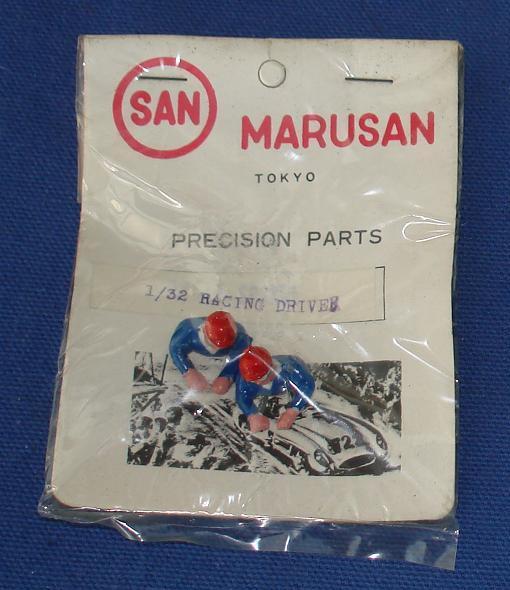 SAN
MARUSAN
TOKYO
PRECISION PARTS
1/32 RACING DRIVER